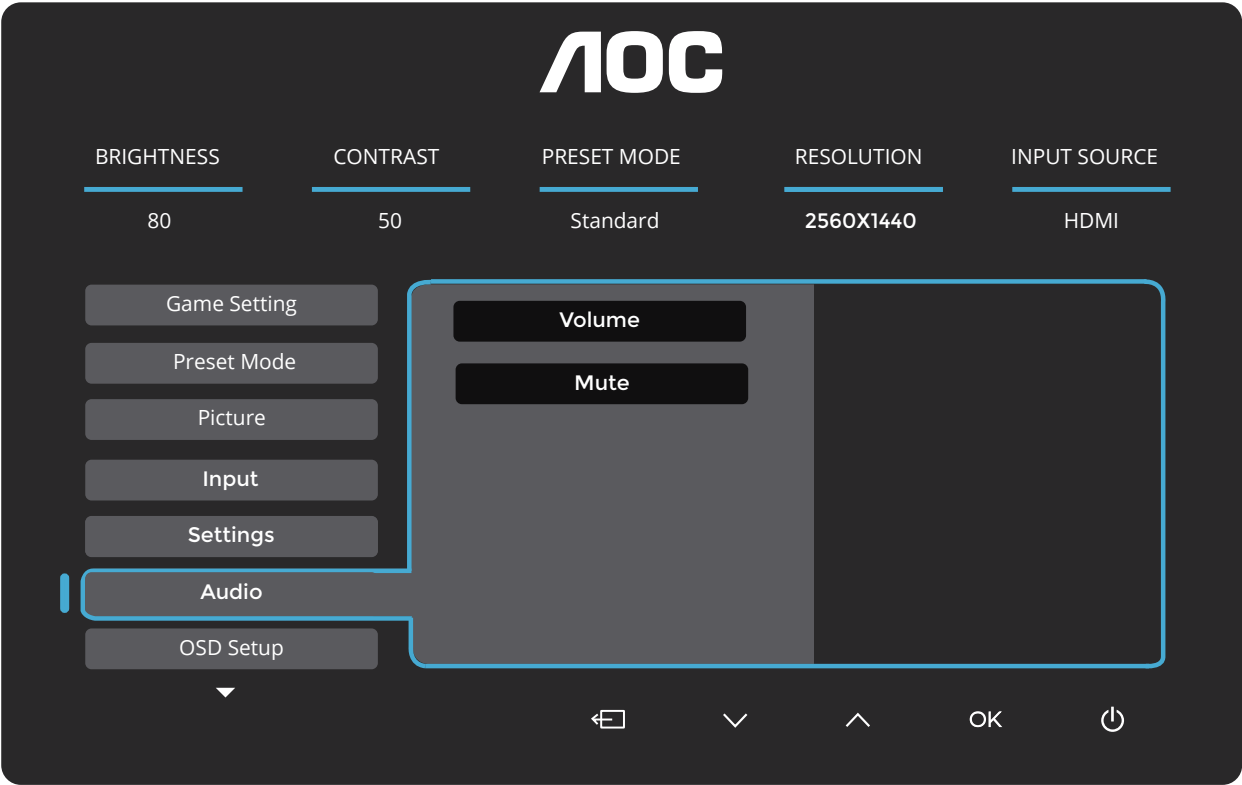 AOC
BRIGHTNESS CONTRAST PRESET MODE RESOLUTION INPUT SOURCE
80 50 Standard 2560X1440 HDMI
Game Setting
Preset Mode
Picture
Input
Settings
Audio
OSD Setup
Volume
Mute
OK